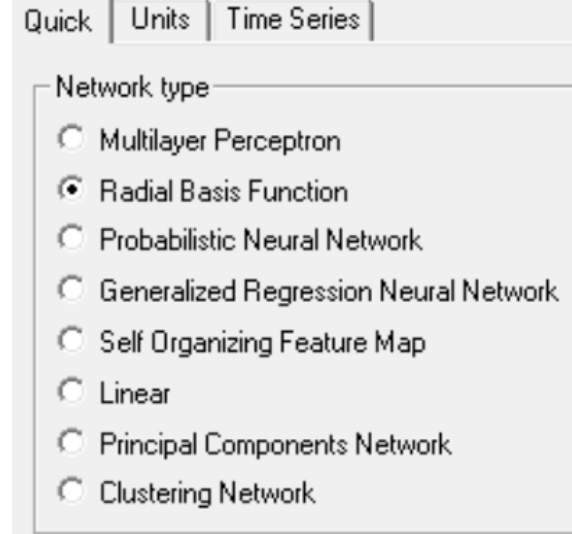 Quick Units Time Series
Network type
Multilayer Perceptron
Radial Basis Function
Probabilistic Neural Network
Generalized Regression Neural Network
Self Organizing Feature Map
Linear
Principal Components Network
Clustering Network